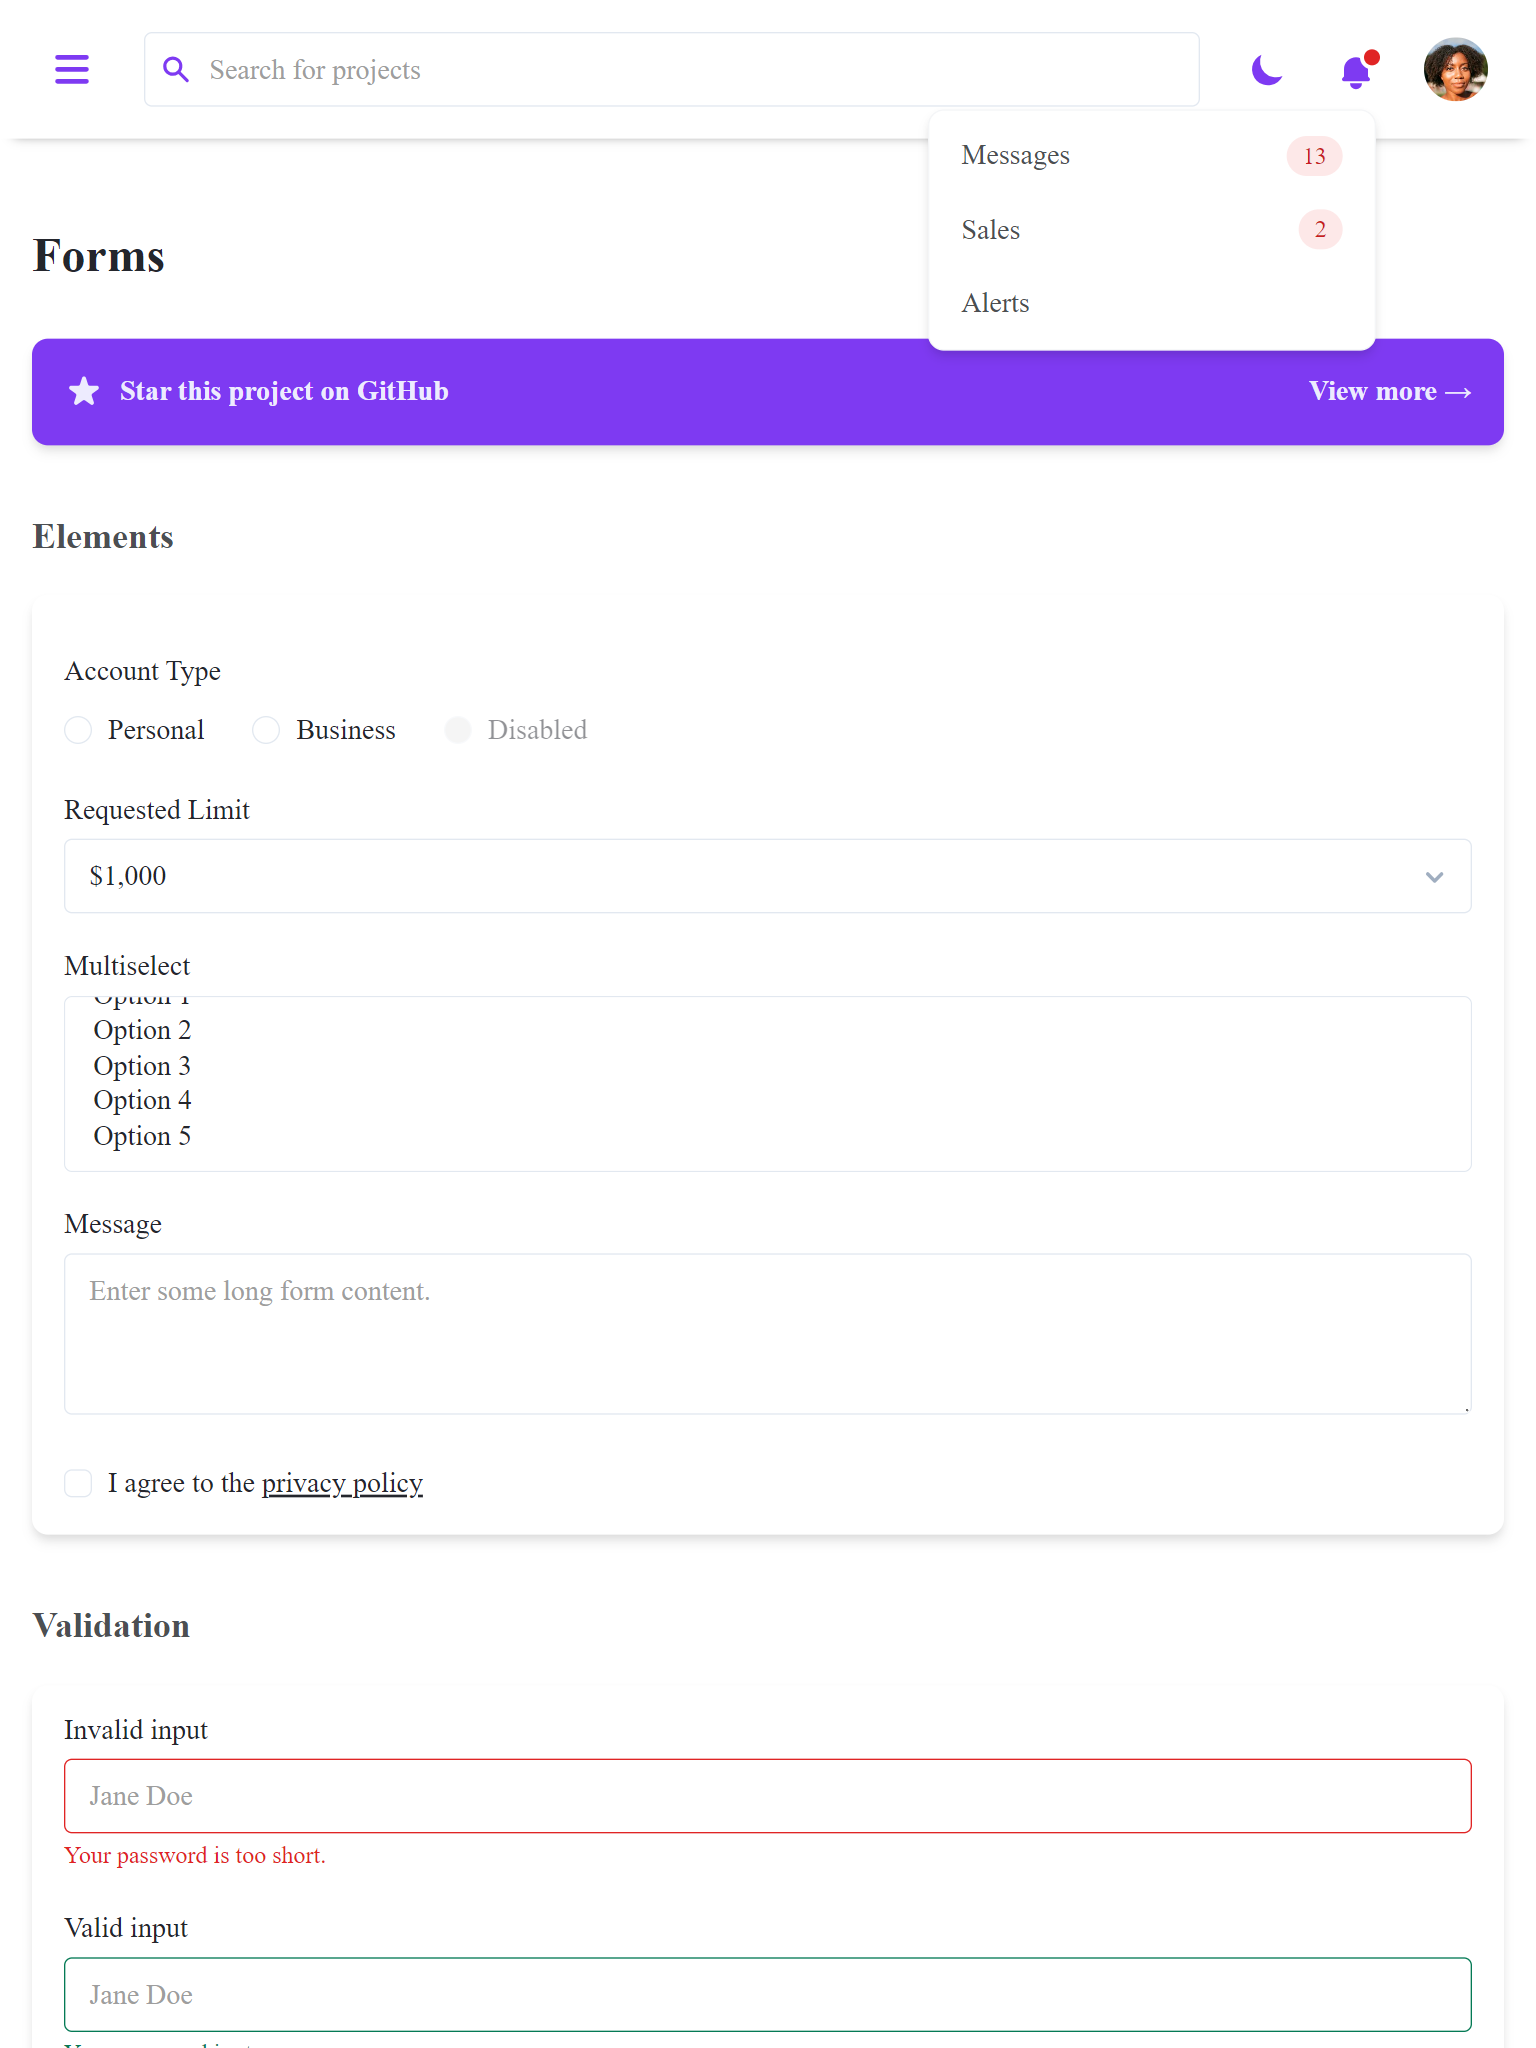 Search for projects
Messages 13
Sales 2
Alerts
Forms
Star this project on GitHub
View more →
Elements
Account Type
Personal Business Disabled
Requested Limit
$1,000
Multiselect
Option 1
Option 2
Option 3
Option 4
Option 5
Message
Enter some long form content.
I agree to the privacy policy
Validation
Invalid input
Jane Doe
Your password is too short.
Valid input
Jane Doe